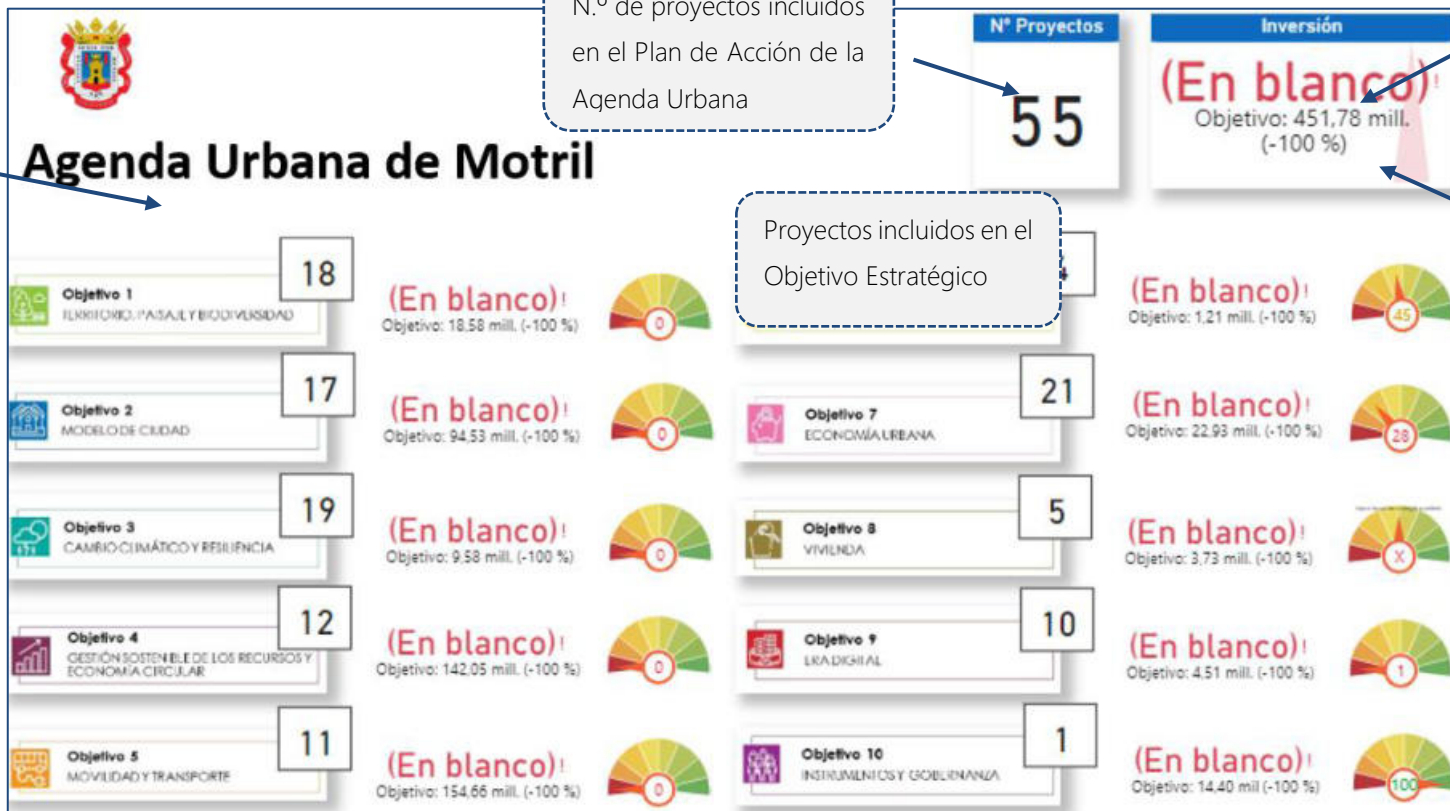 N.º de proyectos incluidos
en el Plan de Acción de la
Agenda Urbana
Nº Proyectos
55
Inversión
(En blanco)!
Objetivo: 451,78 mill.
(-100 %)
Agenda Urbana de Motril
Proyectos incluidos en el
Objetivo Estratégico
Objetivo 1
TERRITORIO, PAISAJE Y BIODIVERSIDAD
18
(En blanco)!
Objetivo: 18,58 mill. (-100 %)
0
(En blanco)!
Objetivo: 1,21 mill. (-100 %)
45
Objetivo 2
MODELO DE CIUDAD
17
(En blanco)!
Objetivo: 94,53 mill. (-100 %)
0
Objetivo 7
ECONOMÍA URBANA
21
(En blanco)!
Objetivo: 22,93 mill. (-100 %)
28
Objetivo 3
CAMBIO CLIMÁTICO Y RESILIENCIA
19
(En blanco)!
Objetivo: 9,58 mill. (-100 %)
0
Objetivo 8
VIVIENDA
5
(En blanco)!
Objetivo: 3,73 mill. (-100 %)
X
Objetivo 4
GESTIÓN SOSTENIBLE DE LOS RECURSOS Y
ECONOMÍA CIRCULAR
12
(En blanco)!
Objetivo: 142,05 mill. (-100 %)
0
Objetivo 9
ERA DIGITAL
10
(En blanco)!
Objetivo: 4,51 mill. (-100 %)
1
Objetivo 5
MOVILIDAD Y TRANSPORTE
11
(En blanco)!
Objetivo: 154,66 mill. (-100 %)
0
Objetivo 10
INSTRUMENTOS Y GOBERNANZA
1
(En blanco)!
Objetivo: 14,40 mil (-100 %)
100